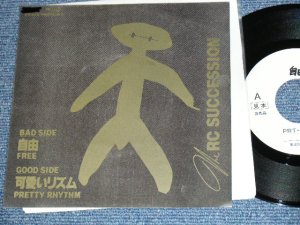 BAD SIDE
自由
FREE
GOOD SIDE
可愛いリズム
PRETTY RHYTHM
The RC SUCCESSION
自由
A
見本